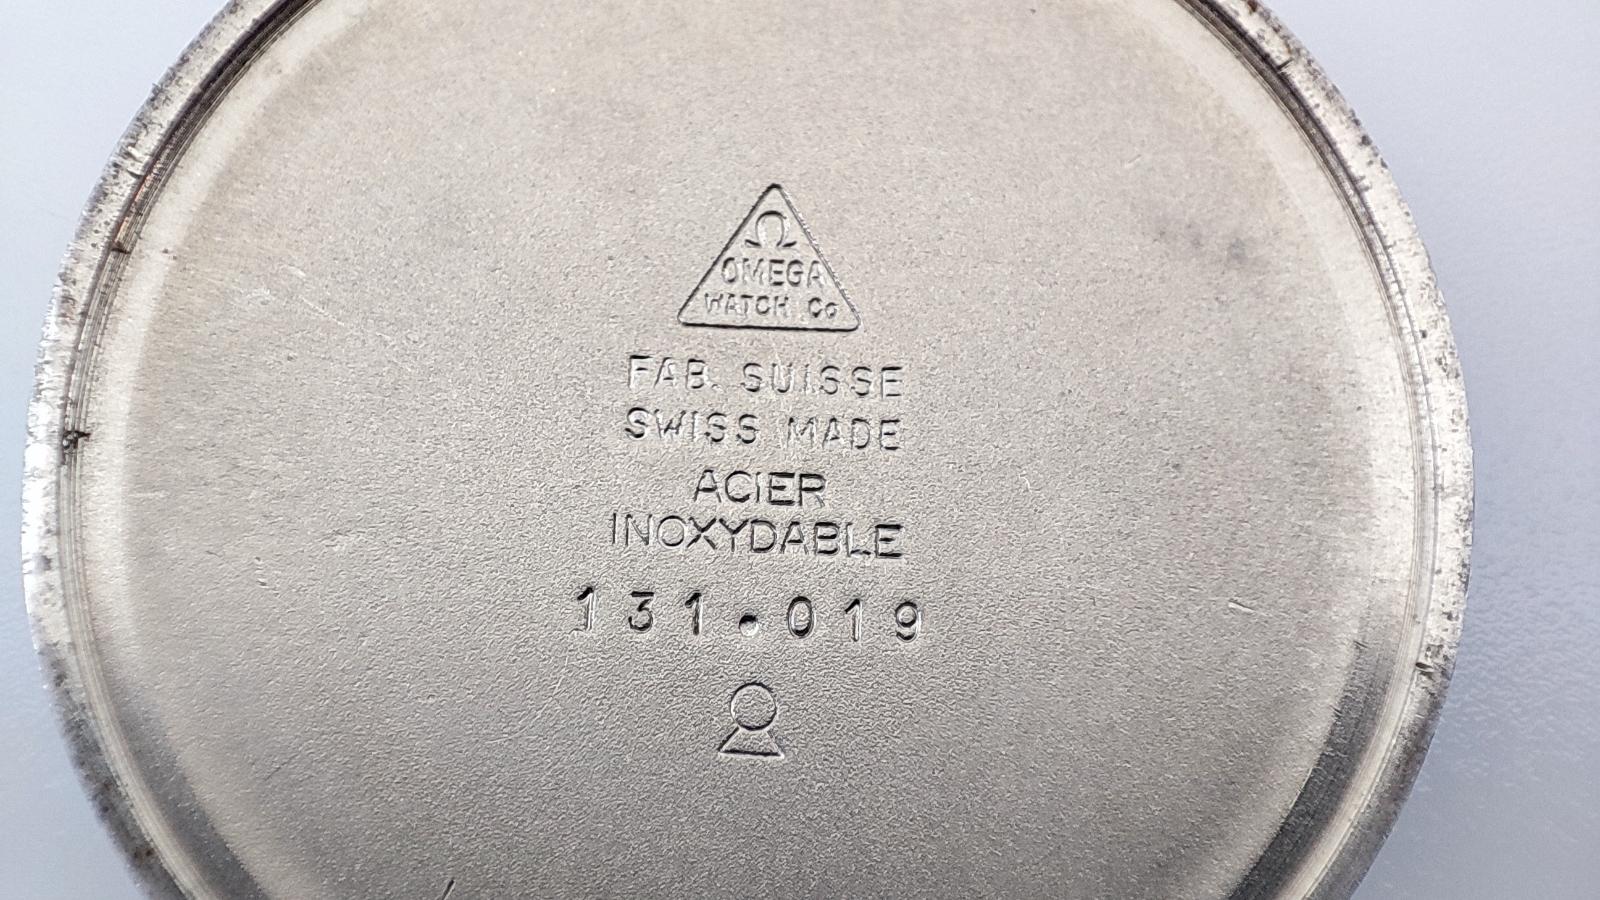 Ω
OMEGA
WATCH Co
FAB. SUISSE
SWISS MADE
ACIER
INOXYDABLE
131.019